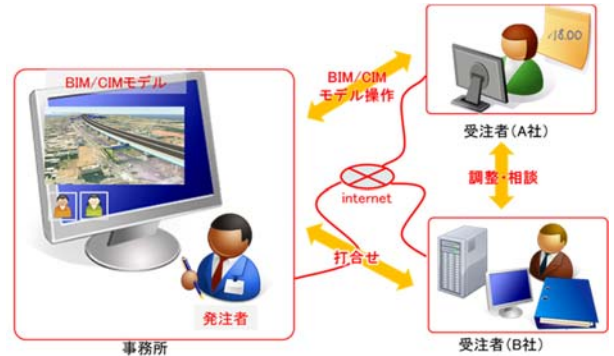 BIM/CIMモデル
発注者
事務所
BIM/CIM
モデル操作
internet
打合せ
~18.00
受注者(A社)
調整・相談
受注者(B社)